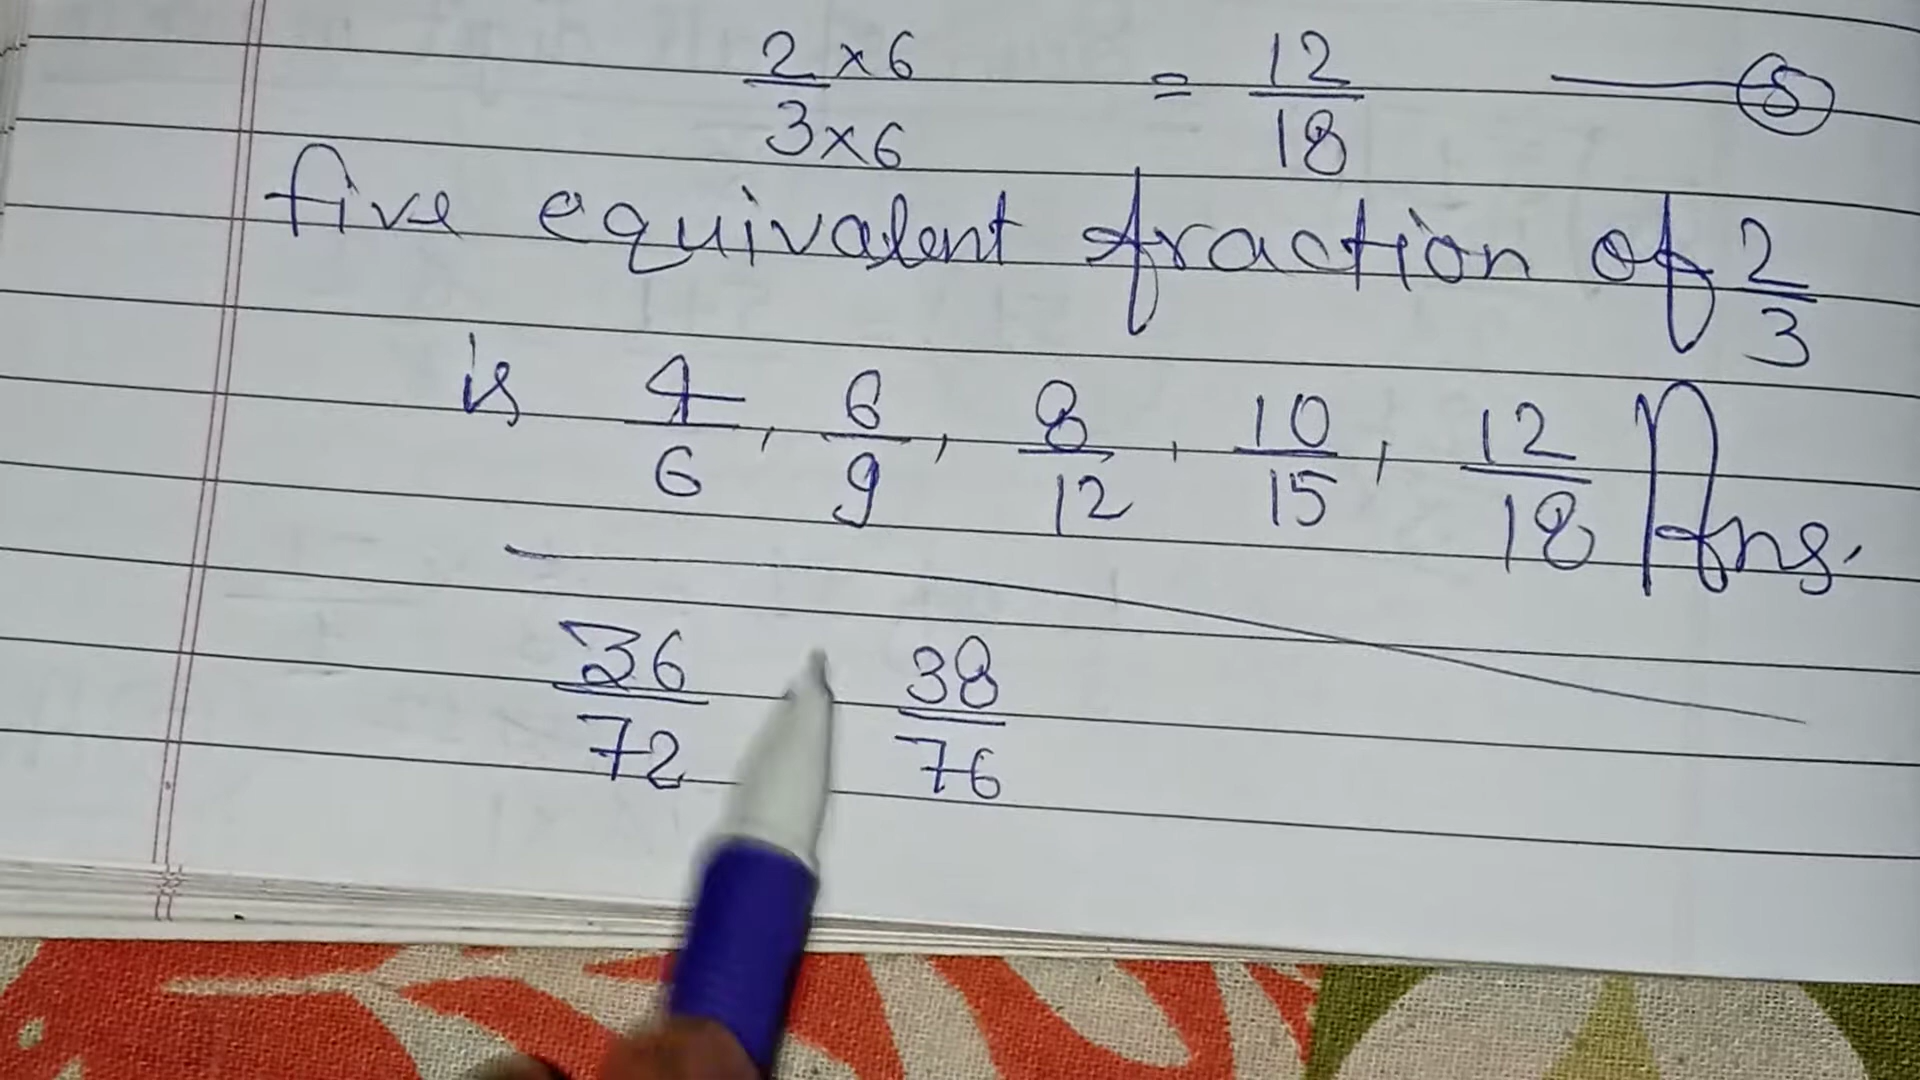 2 × 6 / 3 × 6 = 12/18 — 5
five equivalent fraction of 2/3
is 4/6, 6/9, 8/12, 10/15, 12/18 Ans.
36/72 38/76